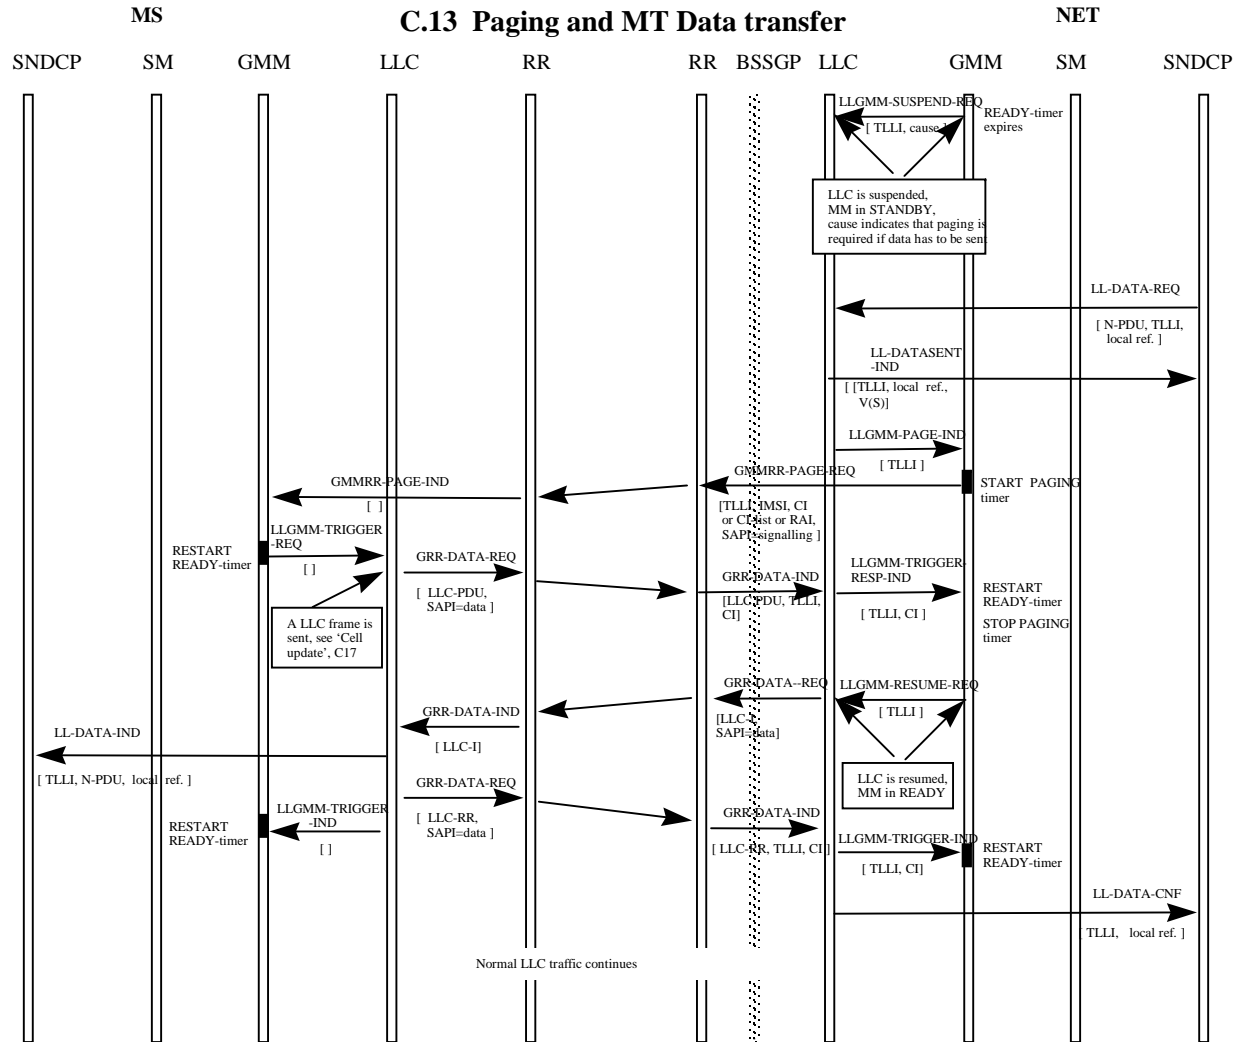 MS
C.13 Paging and MT Data transfer
NET
SNDCP SM GMM LLC RR RR BSSGP LLC GMM SM SNDCP
LLGMM-SUSPEND-REQ
[ TLLI, cause ]
READY-timer
expires
LLC is suspended,
MM in STANDBY,
cause indicates that paging is
required if data has to be sent
LL-DATA-REQ
[ N-PDU, TLLI,
local ref. ]
LL-DATASENT
-IND
[ [TLLI, local ref.,
V(S)]
LLGMM-PAGE-IND
[ TLLI ]
GMMRR-PAGE-REQ
START PAGING
timer
[TLLI, IMSI, CI
or CI-list or RAI,
SAPI=signalling ]
GMMRR-PAGE-IND
[ ]
LLGMM-TRIGGER
-REQ
[ ]
RESTART
READY-timer
GRR-DATA-REQ
[ LLC-PDU,
SAPI=data ]
A LLC frame is
sent, see ‘Cell
update’, C17
GRR-DATA-IND
[LLC-PDU, TLLI,
CI]
LLGMM-TRIGGER-
RESP-IND
[ TLLI, CI ]
RESTART
READY-timer
STOP PAGING
timer
LLGMM-RESUME-REQ
[ TLLI ]
GRR-DATA--REQ
[LLC-I,
SAPI=data]
LLC is resumed,
MM in READY
GRR-DATA-IND
[ LLC-I]
LL-DATA-IND
[ TLLI, N-PDU, local ref. ]
GRR-DATA-REQ
[ LLC-RR,
SAPI=data ]
LLGMM-TRIGGER
-IND
[ ]
RESTART
READY-timer
GRR-DATA-IND
[ LLC-RR, TLLI, CI ]
LLGMM-TRIGGER-IND
[ TLLI, CI]
RESTART
READY-timer
LL-DATA-CNF
[ TLLI, local ref. ]
Normal LLC traffic continues